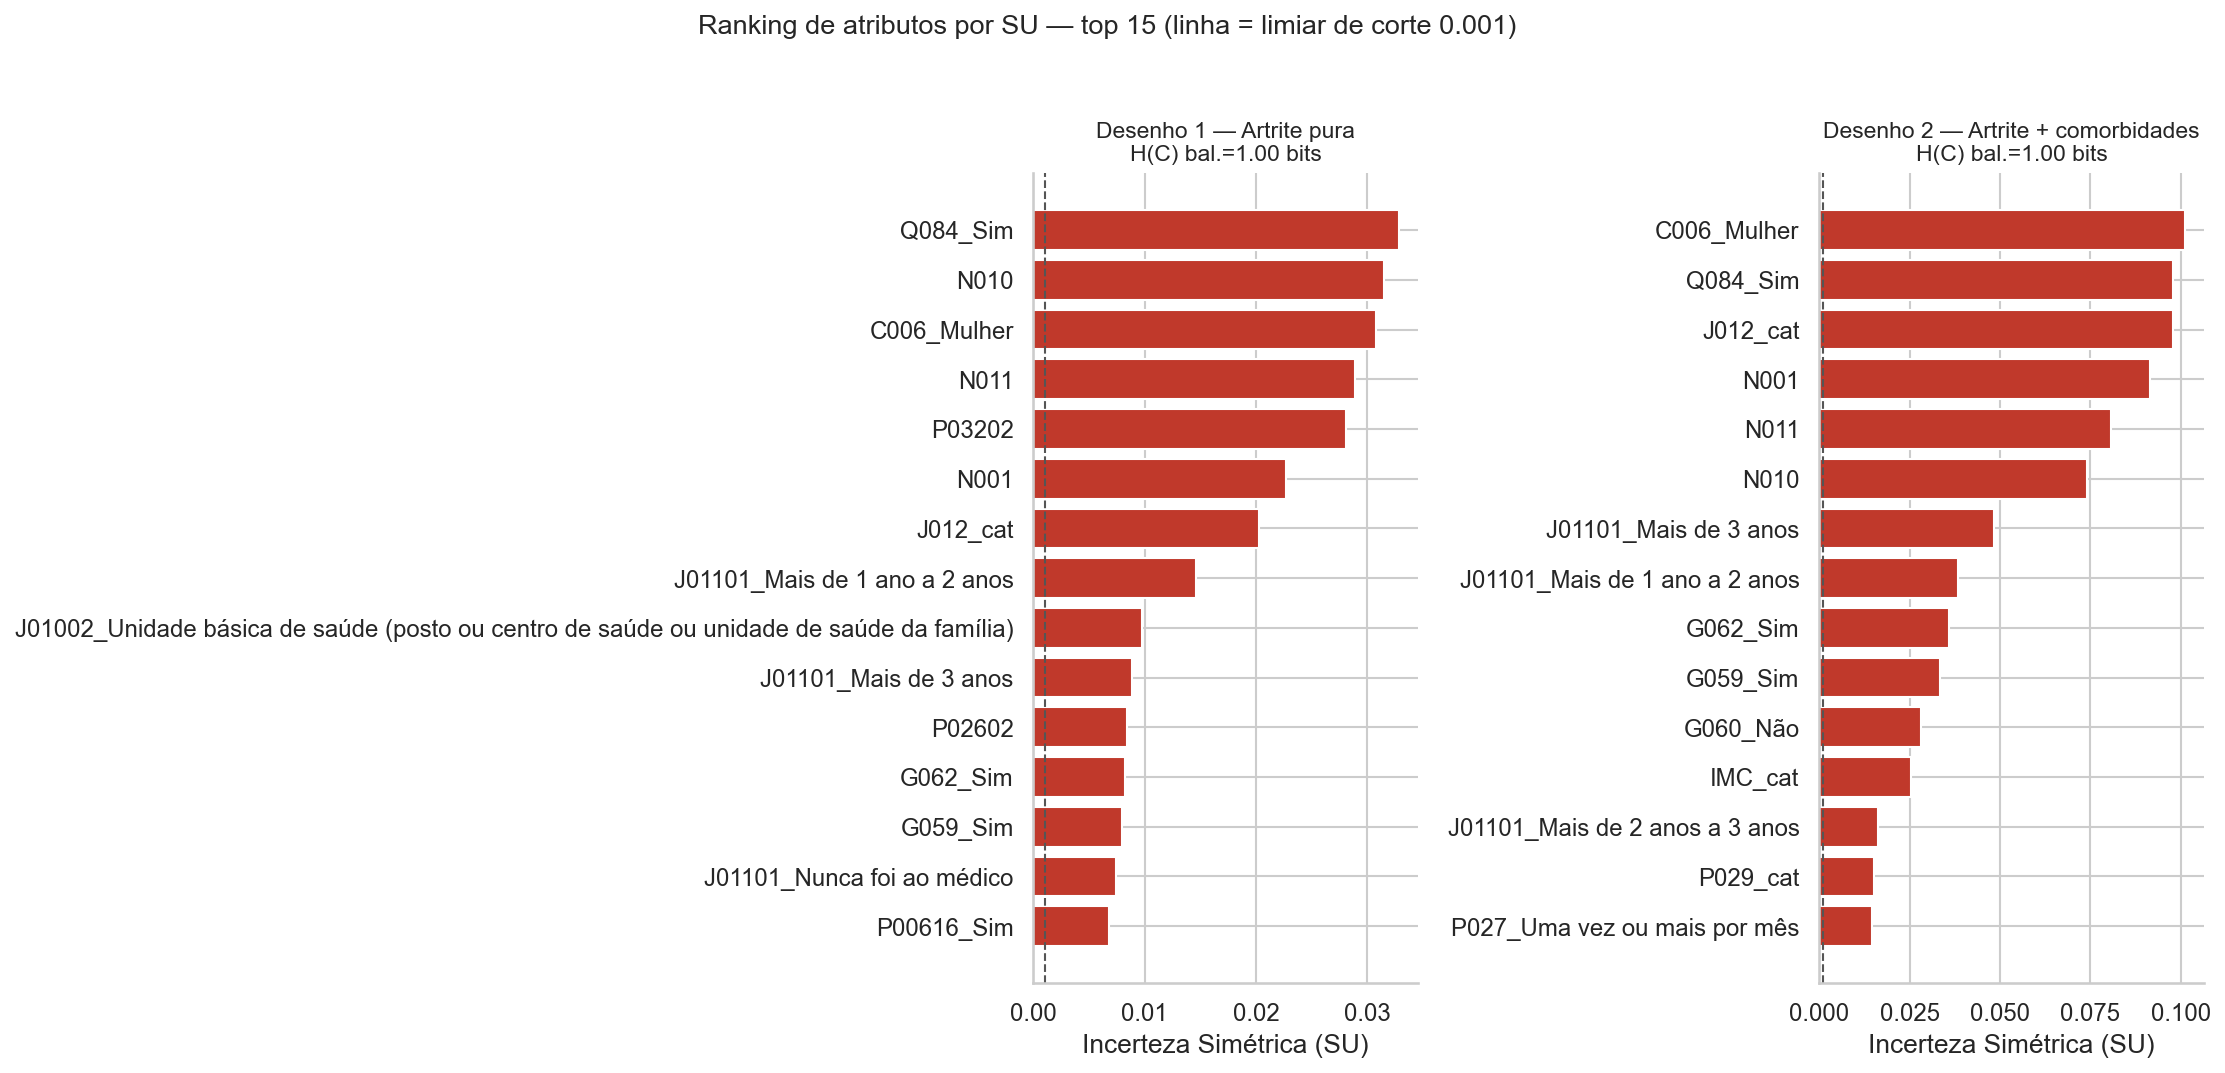 Ranking de atributos por SU — top 15 (linha = limiar de corte 0.001)
Desenho 1 — Artrite pura
H(C) bal.=1.00 bits
Q084_Sim
N010
C006_Mulher
N011
P03202
N001
J012_cat
J01101_Mais de 1 ano a 2 anos
J01002_Unidade básica de saúde (posto ou centro de saúde ou unidade de saúde da família)
J01101_Mais de 3 anos
P02602
G062_Sim
G059_Sim
J01101_Nunca foi ao médico
P00616_Sim
0.00 0.01 0.02 0.03
Incerteza Simétrica (SU)
Desenho 2 — Artrite + comorbidades
H(C) bal.=1.00 bits
C006_Mulher
Q084_Sim
J012_cat
N001
N011
N010
J01101_Mais de 3 anos
J01101_Mais de 1 ano a 2 anos
G062_Sim
G059_Sim
G060_Não
IMC_cat
J01101_Mais de 2 anos a 3 anos
P029_cat
P027_Uma vez ou mais por mês
0.000 0.025 0.050 0.075 0.100
Incerteza Simétrica (SU)